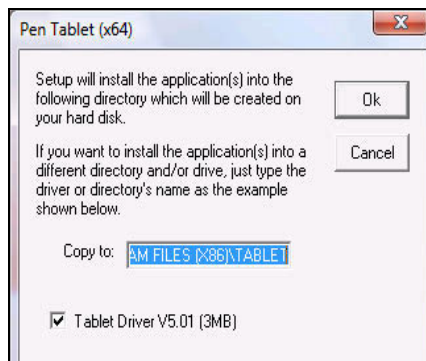 Pen Tablet (x64)
Setup will install the application(s) into the
following directory which will be created on
your hard disk.
Ok
If you want to install the application(s) into a
different directory and/or drive, just type the
driver or directory's name as the example
shown below.
Cancel
Copy to: AM FILES (X86)\TABLET
Tablet Driver V5.01 (3MB)